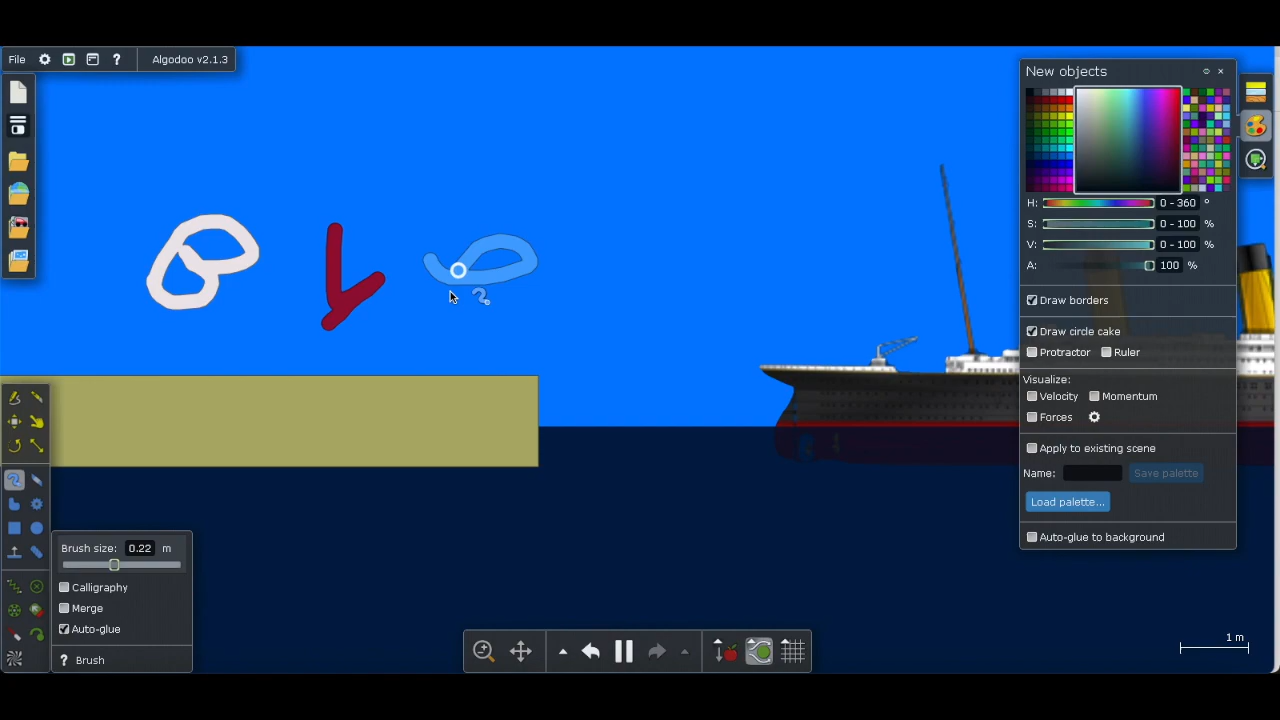 File ? Algodoo v2.1.3
New objects
H: 0 - 360 °
S: 0 - 100 %
V: 0 - 100 %
A: 100 %
Draw borders
Draw circle cake
Protractor Ruler
Visualize:
Velocity Momentum
Forces
Apply to existing scene
Name: Save palette
Load palette...
Auto-glue to background
B y
Brush size: 0.22 m
Calligraphy
Merge
Auto-glue
? Brush
1 m